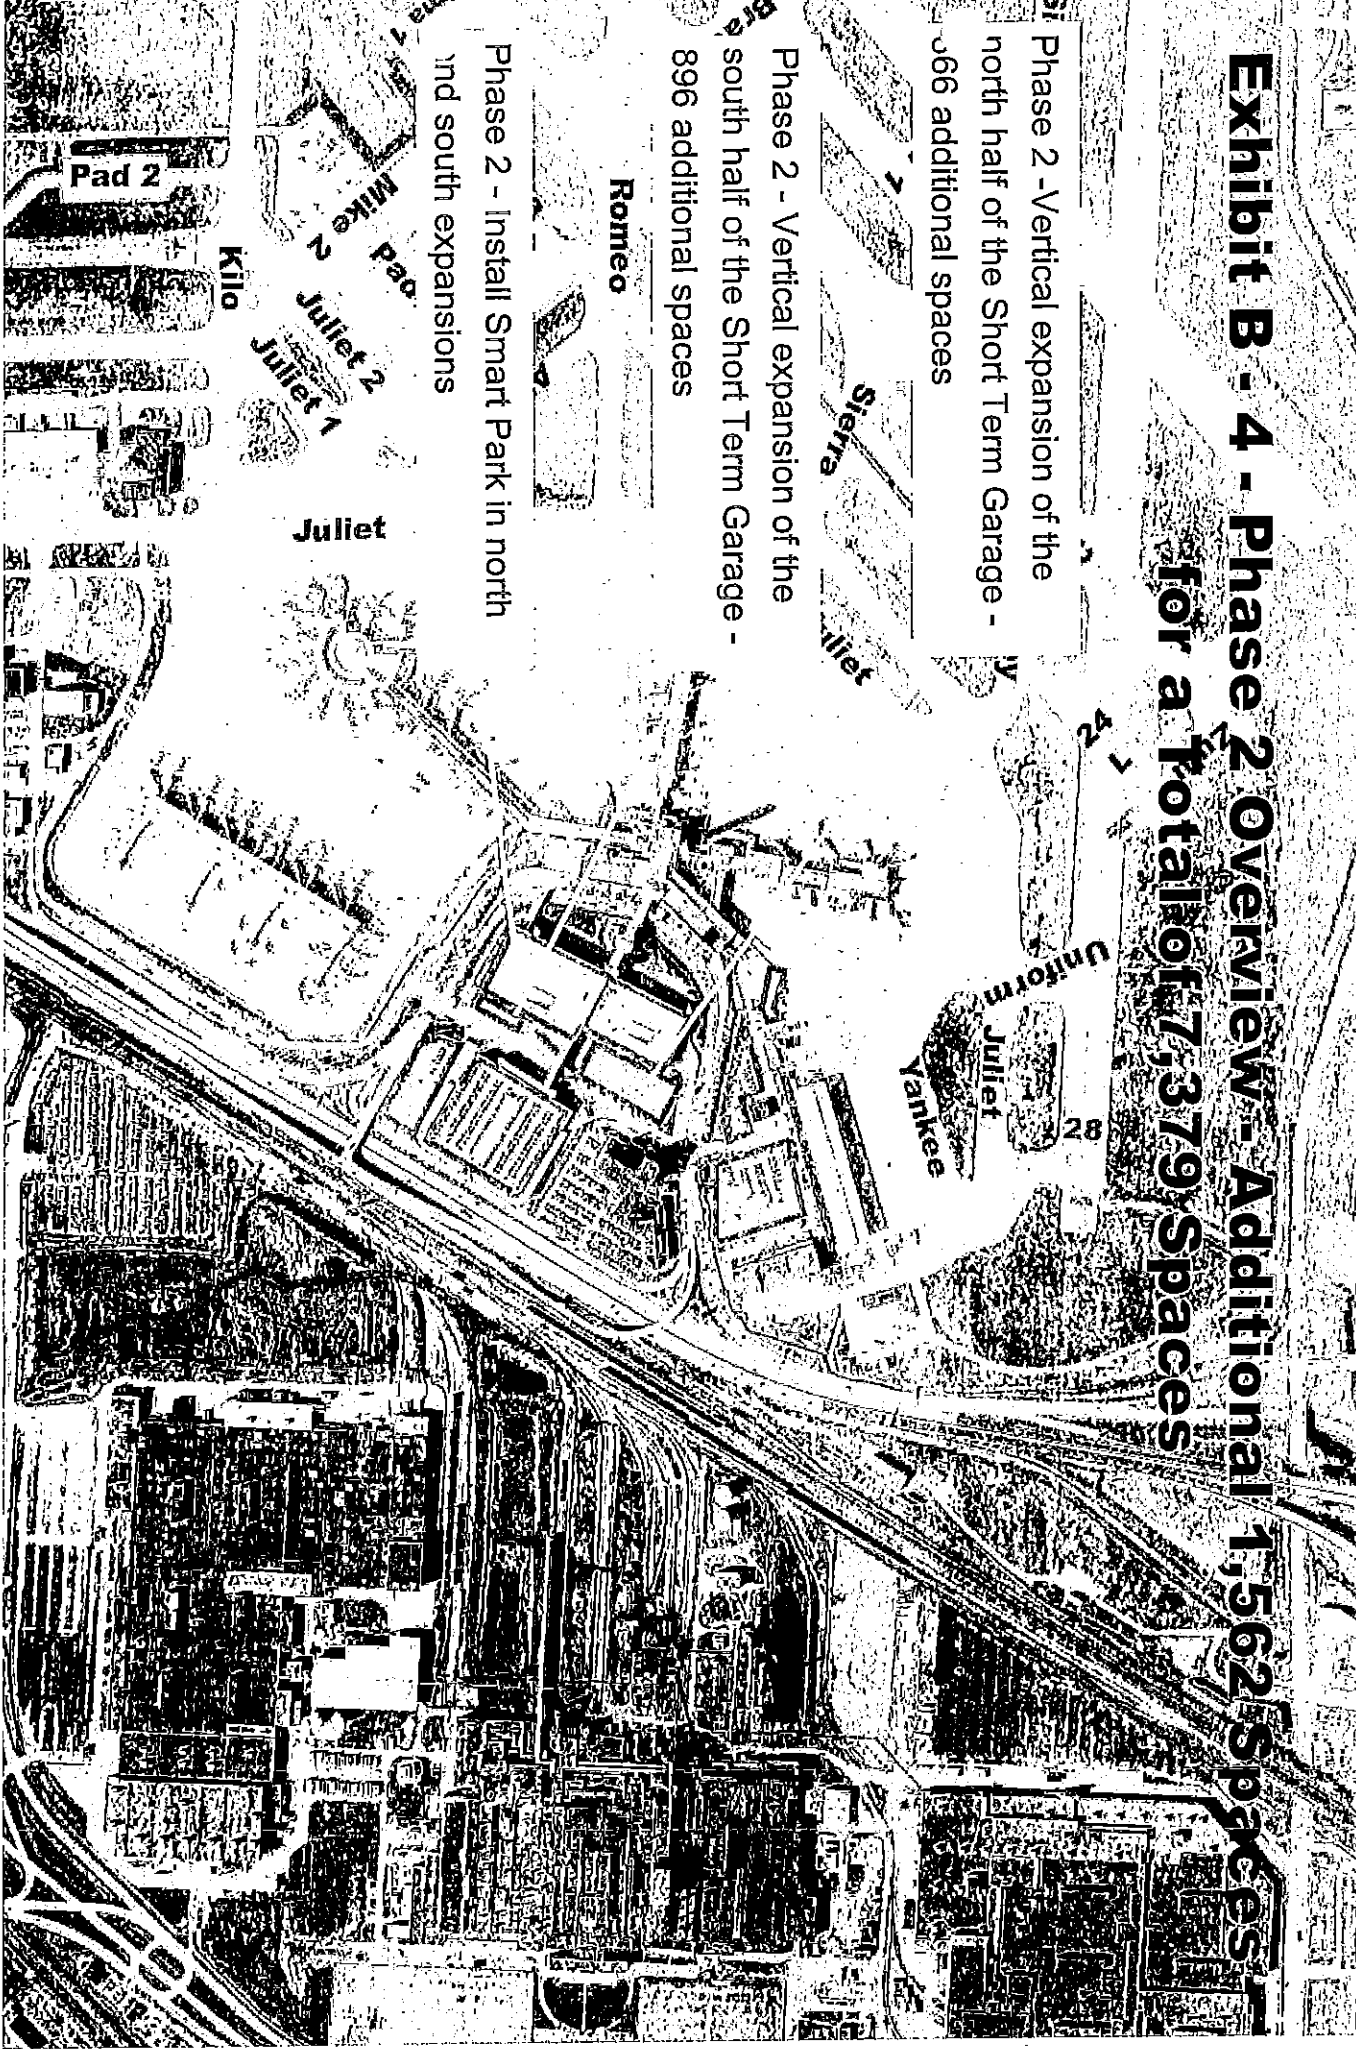 Exhibit B - 4 - Phase 2 Overview - Additional 1,562 Spaces
for a Total of 7,379 Spaces
Phase 2 -Vertical expansion of the
north half of the Short Term Garage -
66 additional spaces
Phase 2 - Vertical expansion of the
south half of the Short Term Garage -
896 additional spaces
Phase 2 - Install Smart Park in north
nd south expansions
24
Sierra
Uniform
Juliet
28
Yankee
Romeo
Mike 2
Pad 2
Kilo
Juliet 2
Juliet 1
Juliet